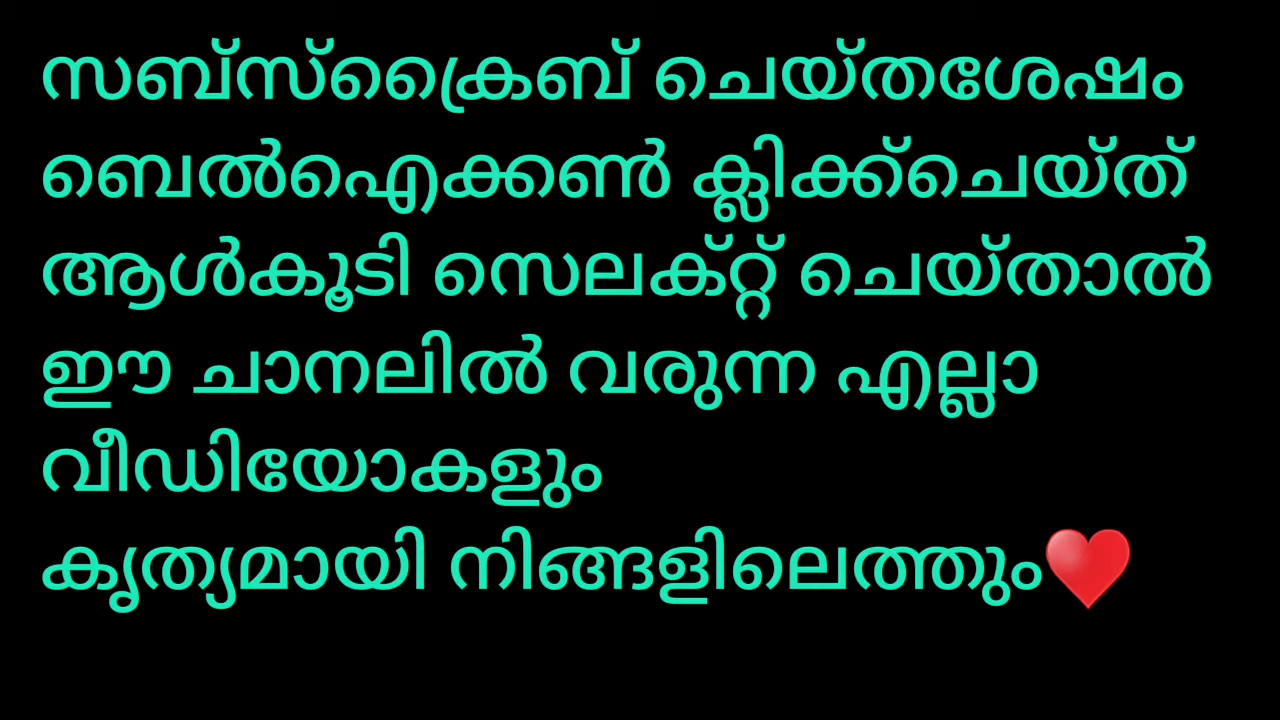 സബ്സ്ക്രൈബ് ചെയ്തശേഷം
ബെൽഐക്കൺ ക്ലിക്ക്ചെയ്ത്
ആൾകൂടി സെലക്റ്റ് ചെയ്താൽ
ഈ ചാനലിൽ വരുന്ന എല്ലാ
വീഡിയോകളും
കൃത്യമായി നിങ്ങളിലെത്തും♥️